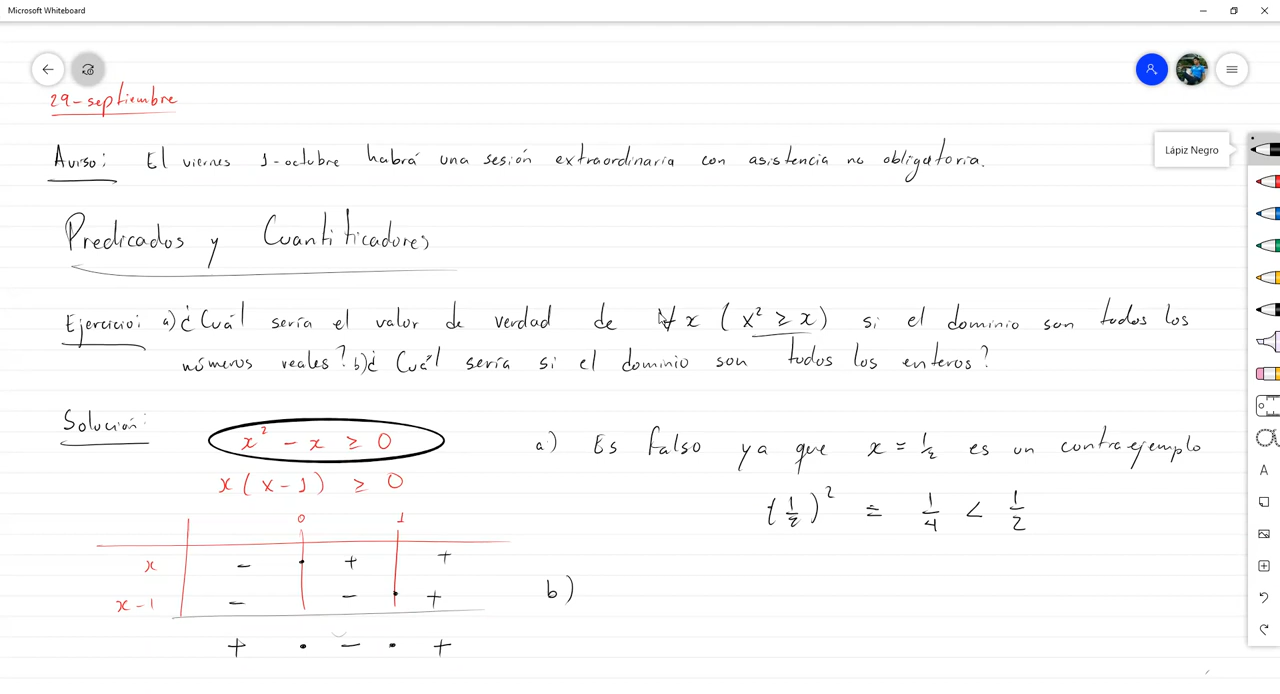 Microsoft Whiteboard
29-septiembre
Lápiz Negro
Aviso: El viernes 1-octubre habrá una sesión extraordinaria con asistencia no obligatoria.
Predicados y Cuantificadores
Ejercicio: a) ¿Cuál sería el valor de verdad de ∀x (x² ≥ x) si el dominio son todos los
números reales? b) ¿Cuál sería si el dominio son todos los enteros?
Solución:
x² - x ≥ 0
x(x-1) ≥ 0
0 1
x - • + +
x-1 - - • +
+ • - • +
a) Es falso ya que x = 1/2 es un contraejemplo
(1/2)² = 1/4 < 1/2
b)
A